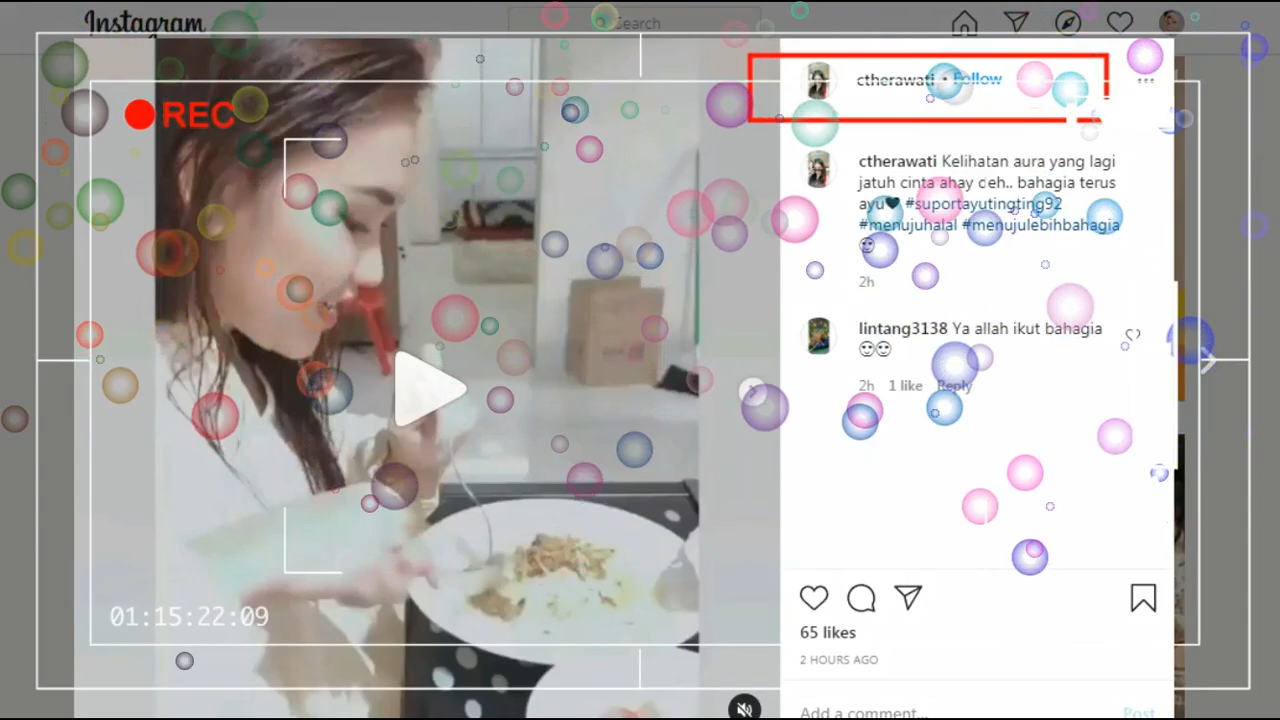 Instagram
Search
REC
ctherawati • Follow
ctherawati Kelihatan aura yang lagi
jatuh cinta ahay deh.. bahagia terus
ayu🖤 #suportayutingting92
#menujuhalal #menujulebihbahagia
2h
lintang3138 Ya allah ikut bahagia
2h 1 like Reply
01:15:22:09
65 likes
2 HOURS AGO
Add a comment...
Post